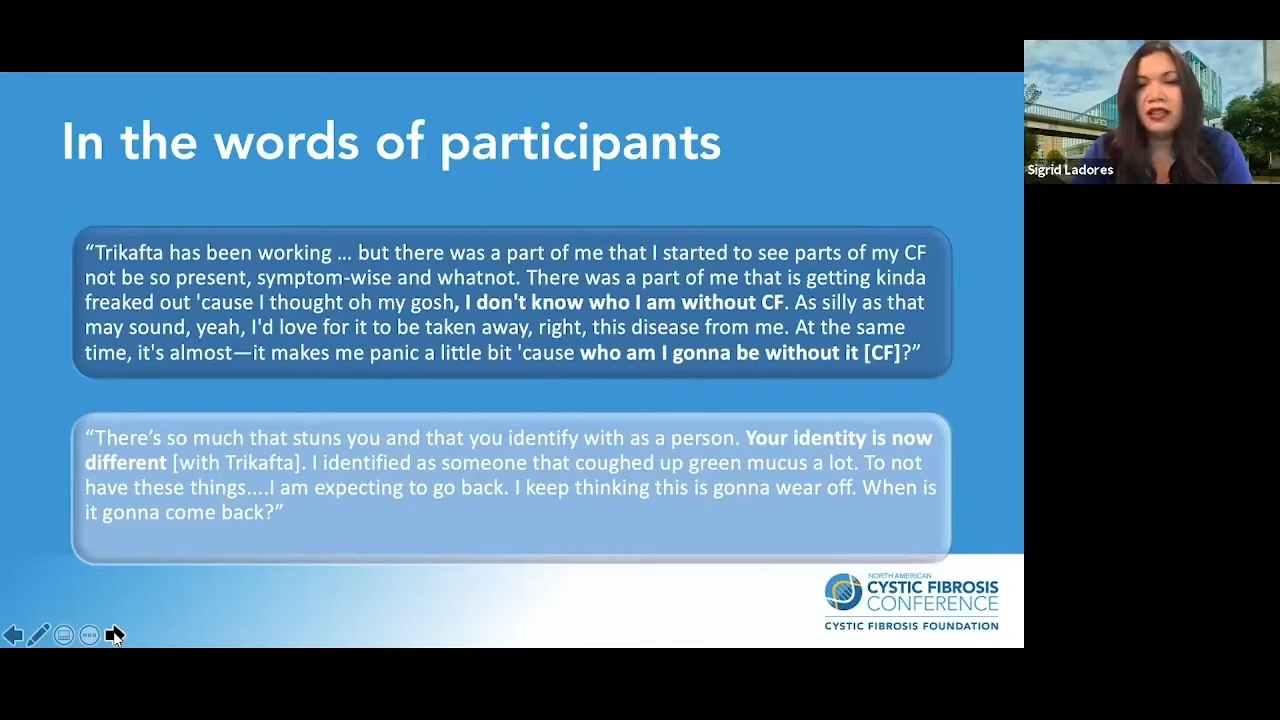 In the words of participants
Sigrid Ladores
“Trikafta has been working ... but there was a part of me that I started to see parts of my CF
not be so present, symptom-wise and whatnot. There was a part of me that is getting kinda
freaked out 'cause I thought oh my gosh, I don't know who I am without CF. As silly as that
may sound, yeah, I'd love for it to be taken away, right, this disease from me. At the same
time, it's almost—it makes me panic a little bit 'cause who am I gonna be without it [CF]?”
“There’s so much that stuns you and that you identify with as a person. Your identity is now
different [with Trikafta]. I identified as someone that coughed up green mucus a lot. To not
have these things....I am expecting to go back. I keep thinking this is gonna wear off. When is
it gonna come back?”
NORTH AMERICAN
CYSTIC FIBROSIS
CONFERENCE
CYSTIC FIBROSIS FOUNDATION